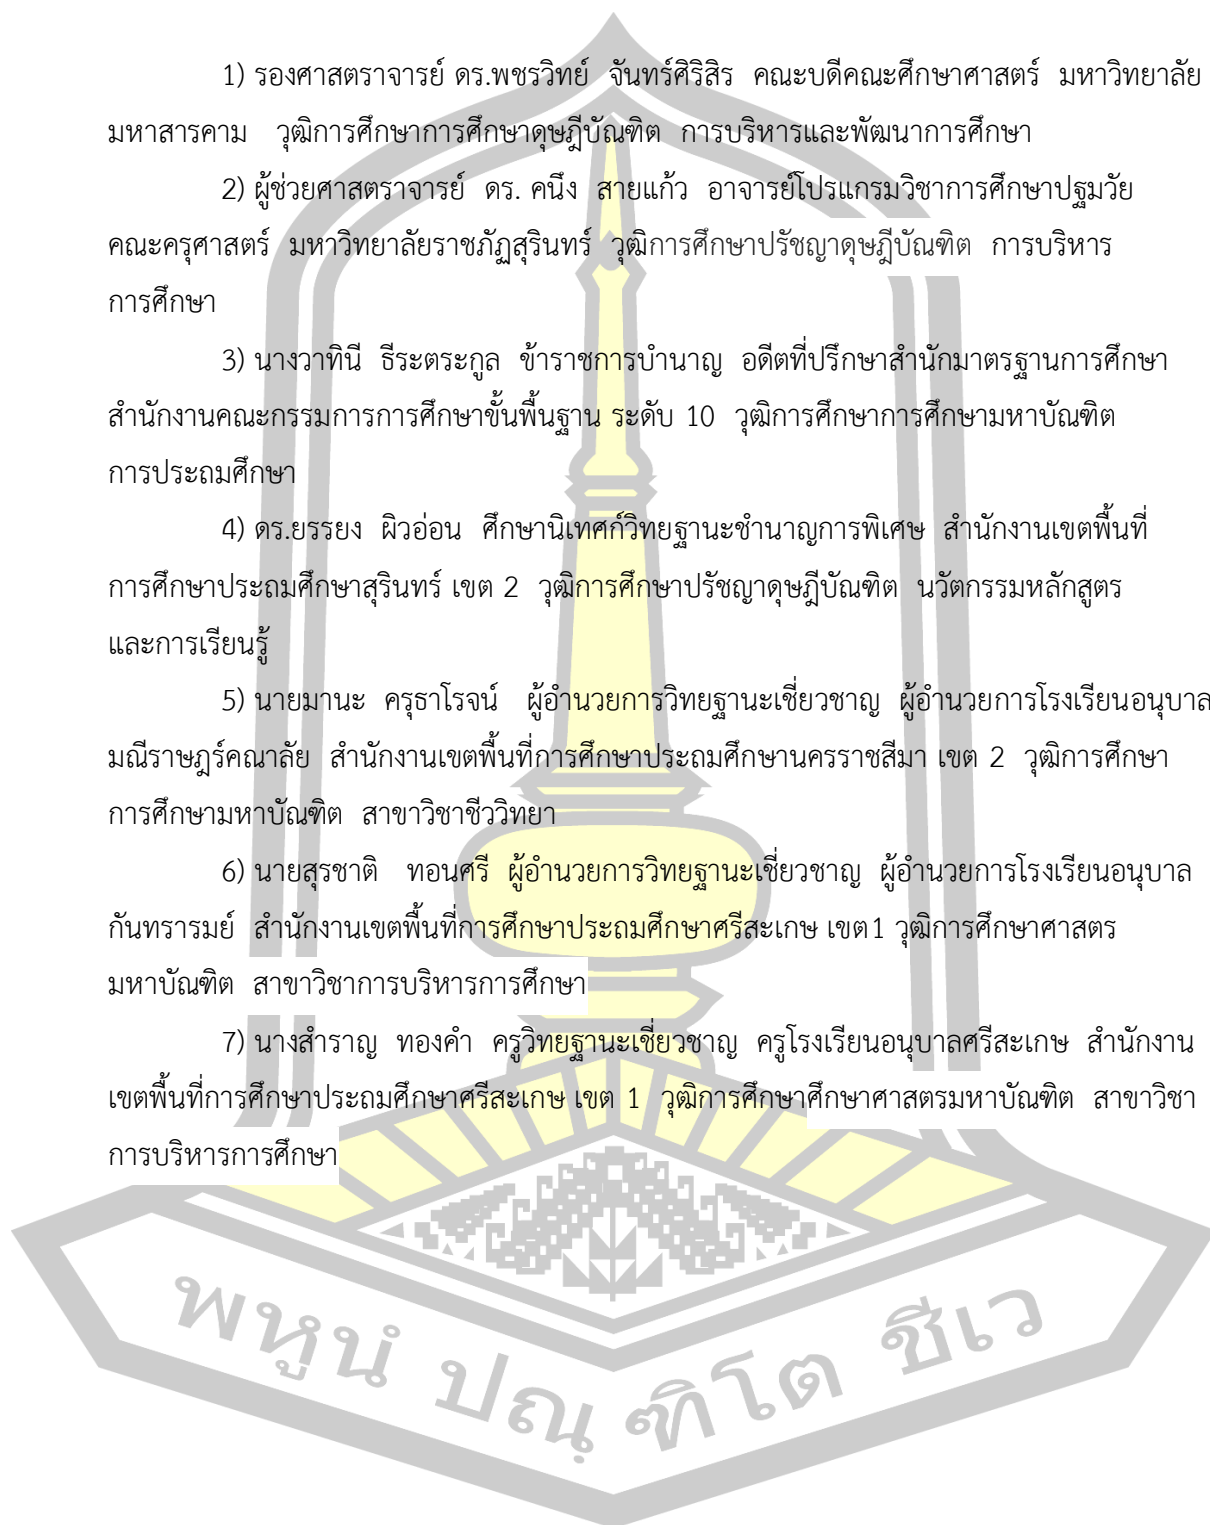 1) รองศาสตราจารย์ ดร.พชรวิทย์ จันทร์ศิริสิร คณะบดีคณะศึกษาศาสตร์ มหาวิทยาลัย
มหาสารคาม วุฒิการศึกษาการศึกษาดุษฎีบัณฑิต การบริหารและพัฒนาการศึกษา
2) ผู้ช่วยศาสตราจารย์ ดร. คนึง สายแก้ว อาจารย์โปรแกรมวิชาการศึกษาปฐมวัย
คณะครุศาสตร์ มหาวิทยาลัยราชภัฏสุรินทร์ วุฒิการศึกษาปรัชญาดุษฎีบัณฑิต การบริหาร
การศึกษา
3) นางวาทินี ธีระตระกูล ข้าราชการบำนาญ อดีตที่ปรึกษาสำนักมาตรฐานการศึกษา
สำนักงานคณะกรรมการการศึกษาขั้นพื้นฐาน ระดับ 10 วุฒิการศึกษาการศึกษามหาบัณฑิต
การประถมศึกษา
4) ดร.ยรรยง ผิวอ่อน ศึกษานิเทศก์วิทยฐานะชำนาญการพิเศษ สำนักงานเขตพื้นที่
การศึกษาประถมศึกษาสุรินทร์ เขต 2 วุฒิการศึกษาปรัชญาดุษฎีบัณฑิต นวัตกรรมหลักสูตร
และการเรียนรู้
5) นายมานะ ครุธาโรจน์ ผู้อำนวยการวิทยฐานะเชี่ยวชาญ ผู้อำนวยการโรงเรียนอนุบาล
มณีราษฎร์คณาลัย สำนักงานเขตพื้นที่การศึกษาประถมศึกษานครราชสีมา เขต 2 วุฒิการศึกษา
การศึกษามหาบัณฑิต สาขาวิชาชีววิทยา
6) นายสุรชาติ ทอนศรี ผู้อำนวยการวิทยฐานะเชี่ยวชาญ ผู้อำนวยการโรงเรียนอนุบาล
กันทรารมย์ สำนักงานเขตพื้นที่การศึกษาประถมศึกษาศรีสะเกษ เขต1 วุฒิการศึกษาศาสตร
มหาบัณฑิต สาขาวิชาการบริหารการศึกษา
7) นางสำราญ ทองคำ ครูวิทยฐานะเชี่ยวชาญ ครูโรงเรียนอนุบาลศรีสะเกษ สำนักงาน
เขตพื้นที่การศึกษาประถมศึกษาศรีสะเกษ เขต 1 วุฒิการศึกษาศึกษาศาสตรมหาบัณฑิต สาขาวิชา
การบริหารการศึกษา
พหูนํ ปณฺฑิโต ชีเว